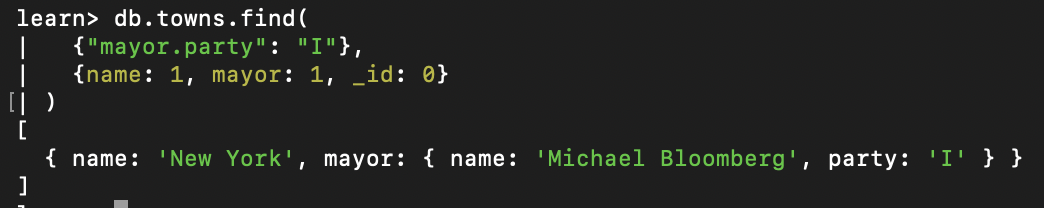 learn> db.towns.find(
|   {"mayor.party": "I"},
|   {name: 1, mayor: 1, _id: 0}
[| )
[
  { name: 'New York', mayor: { name: 'Michael Bloomberg', party: 'I' } }
]